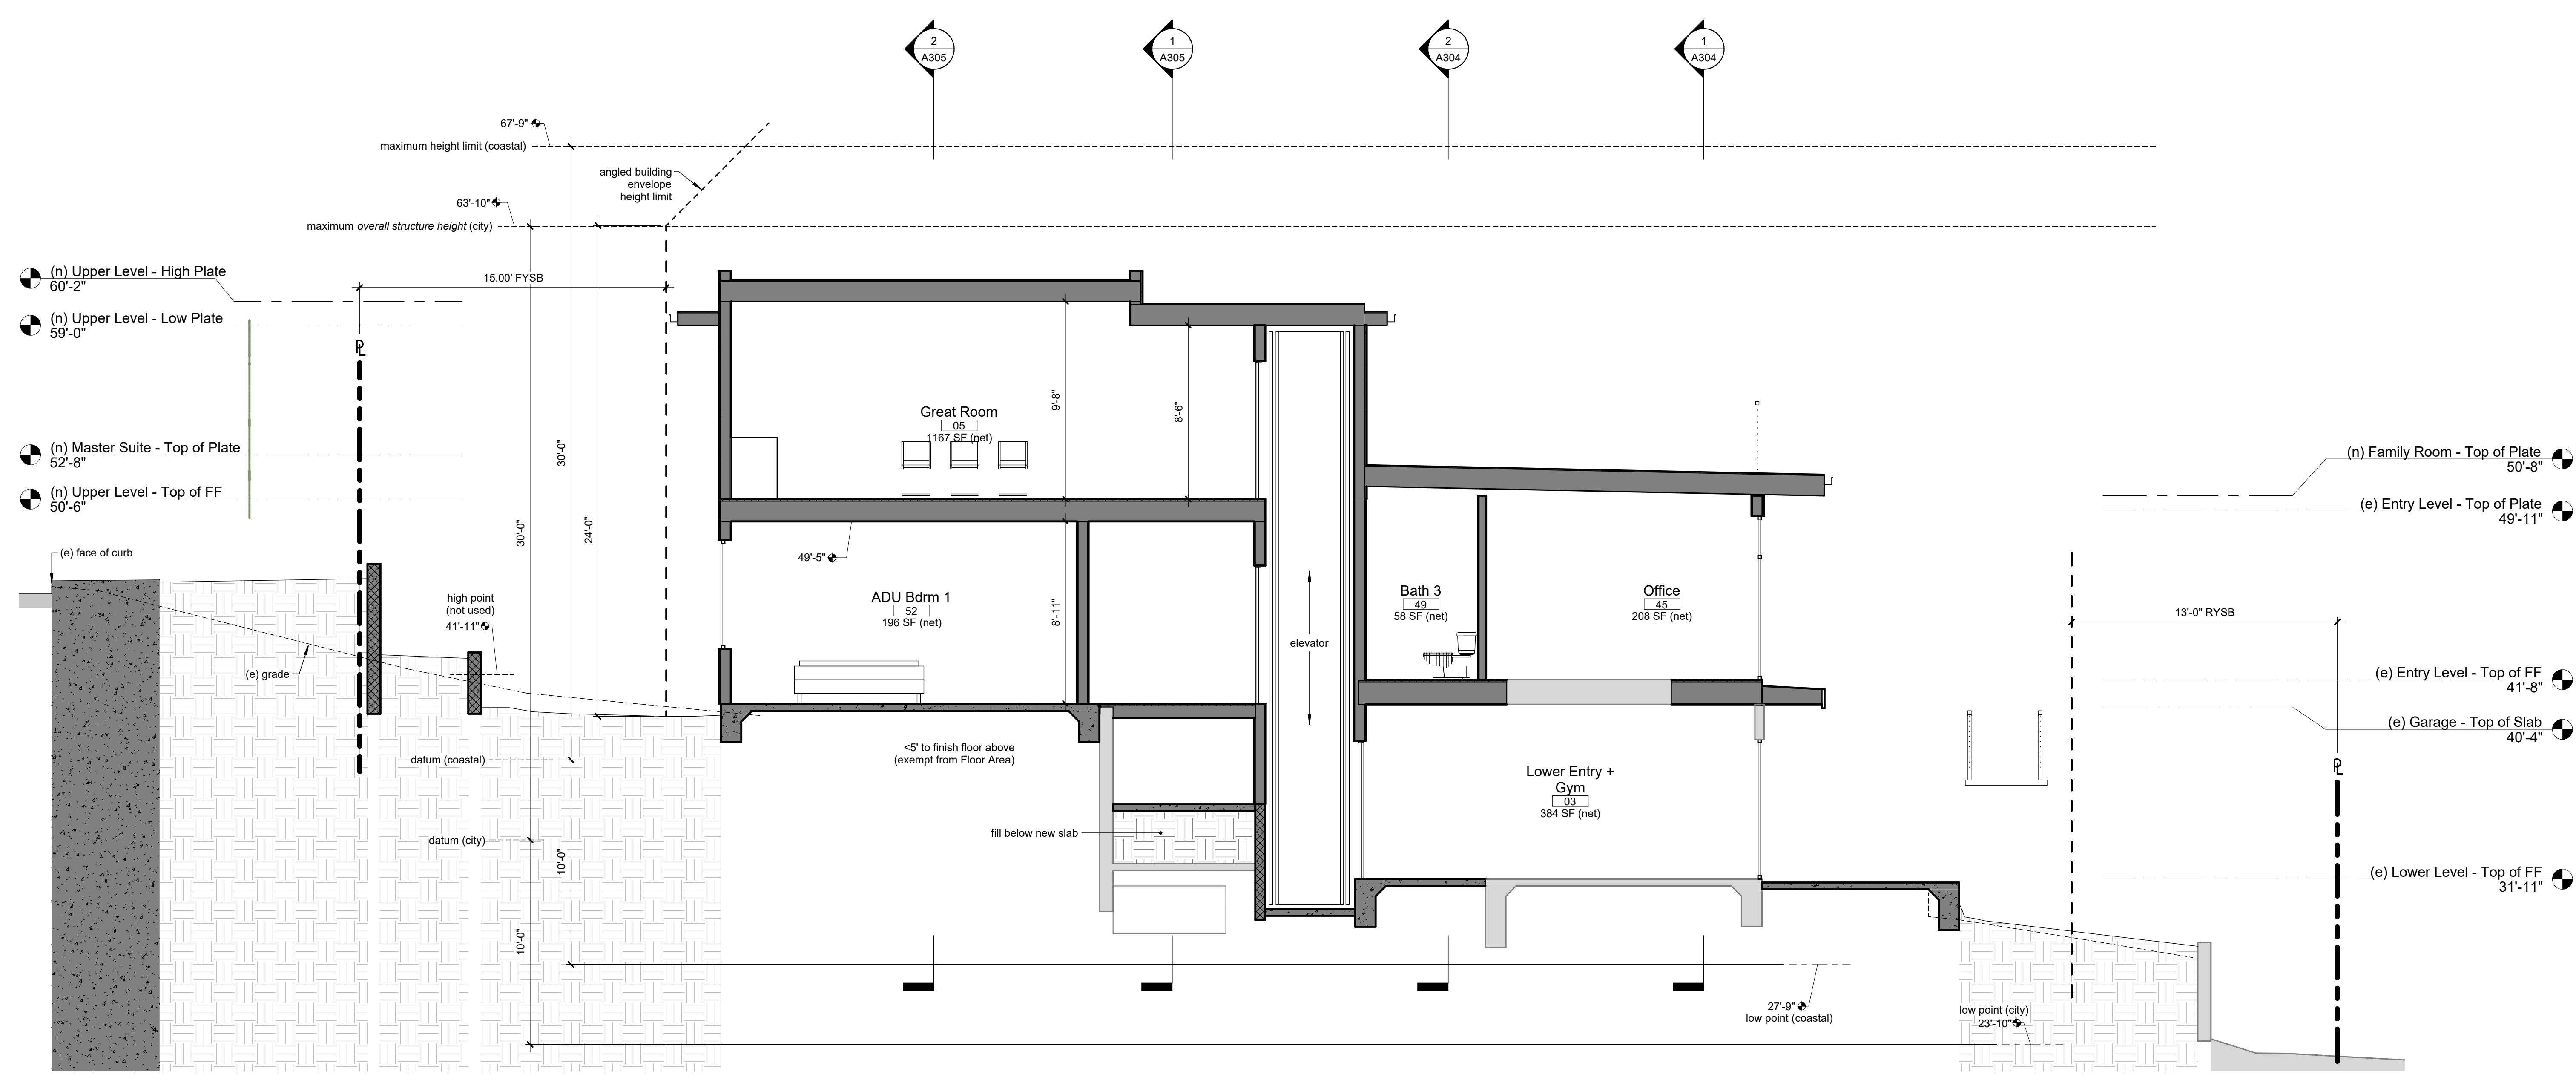 2
A305
1
A305
2
A304
1
A304
67'-9"
maximum height limit (coastal)
angled building
envelope
height limit
63'-10"
maximum overall structure height (city)
(n) Upper Level - High Plate
60'-2"
15.00' FYSB
(n) Upper Level - Low Plate
59'-0"
PL
30'-0"
30'-0"
24'-0"
(n) Master Suite - Top of Plate
52'-8"
(n) Upper Level - Top of FF
50'-6"
Great Room
05
1167 SF (net)
9'-8"
8'-6"
(n) Family Room - Top of Plate
50'-8"
(e) Entry Level - Top of Plate
49'-11"
(e) face of curb
49'-5"
high point
(not used)
41'-11"
(e) grade
ADU Bdrm 1
52
196 SF (net)
8'-11"
elevator
Bath 3
49
58 SF (net)
Office
45
208 SF (net)
13'-0" RYSB
(e) Entry Level - Top of FF
41'-8"
(e) Garage - Top of Slab
40'-4"
<5' to finish floor above
(exempt from Floor Area)
datum (coastal)
datum (city)
10'-0"
10'-0"
fill below new slab
Lower Entry +
Gym
03
384 SF (net)
PL
(e) Lower Level - Top of FF
31'-11"
27'-9"
low point (coastal)
low point (city)
23'-10"